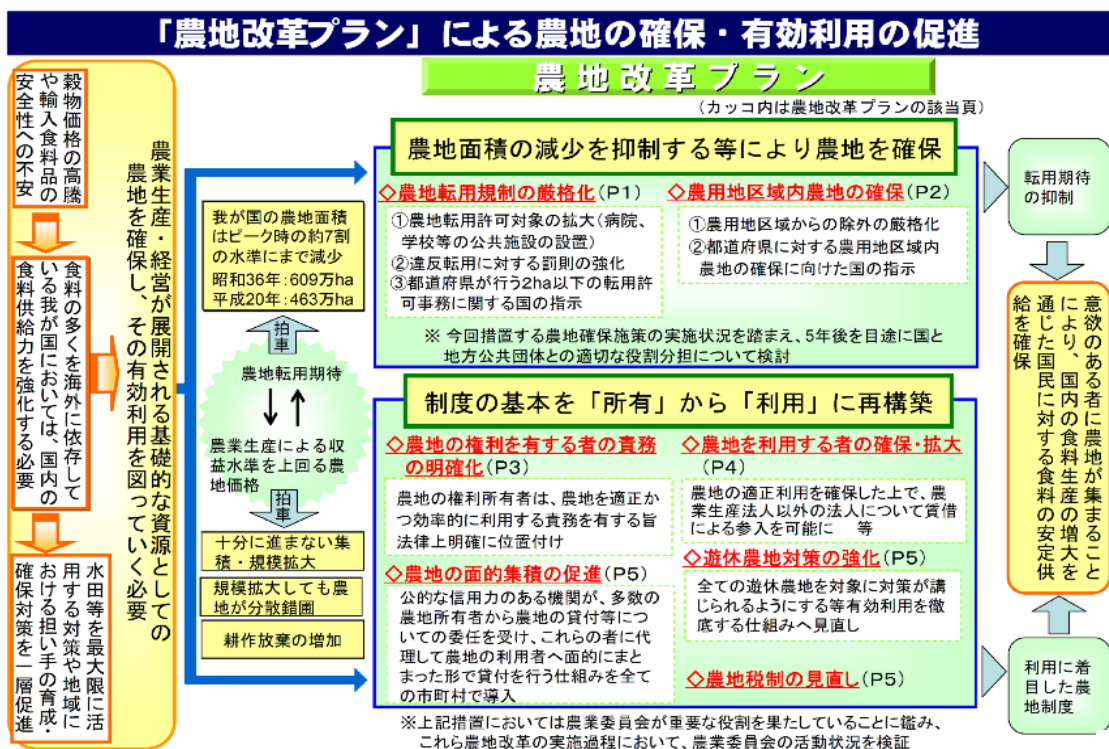 「農地改革プラン」による農地の確保・有効利用の促進
穀物価格の高騰
や輸入食料品の
安全性への不安
食料の多くを海外に依存して
いる我が国においては、国内の
食料供給力を強化する必要
水田等を最大限に活
用する対策や地域に
おける担い手の育成・
確保対策を一層促進
農業生産・経営が展開される基礎的な資源としての
農地を確保し、その有効利用を図っていく必要
農地改革プラン
(カッコ内は農地改革プランの該当頁)
我が国の農地面積
はピーク時の約7割
の水準にまで減少
昭和36年:609万ha
平成20年:463万ha
拍車
農地転用期待
農業生産による収
益水準を上回る農
地価格
拍車
十分に進まない集
積・規模拡大
規模拡大しても農
地が分散錯圃
耕作放棄の増加
農地面積の減少を抑制する等により農地を確保
◇農地転用規制の厳格化(P1)
①農地転用許可対象の拡大(病院、
学校等の公共施設の設置)
②違反転用に対する罰則の強化
③都道府県が行う2ha以下の転用許
可事務に関する国の指示
◇農用地区域内農地の確保(P2)
①農用地区域からの除外の厳格化
②都道府県に対する農用地区域内
農地の確保に向けた国の指示
※ 今回措置する農地確保施策の実施状況を踏まえ、5年後を目途に国と
地方公共団体との適切な役割分担について検討
制度の基本を「所有」から「利用」に再構築
◇農地の権利を有する者の責務
の明確化(P3)
農地の権利所有者は、農地を適正か
つ効率的に利用する責務を有する旨
法律上明確に位置付け
◇農地の面的集積の促進(P5)
公的な信用力のある機関が、多数の
農地所有者から農地の貸付等につ
いての委任を受け、これらの者に代
理して農地の利用者へ面的にまと
まった形で貸付を行う仕組みを全て
の市町村で導入
◇農地を利用する者の確保・拡大
(P4)
農地の適正利用を確保した上で、農
業生産法人以外の法人について賃借
による参入を可能に 等
◇遊休農地対策の強化(P5)
全ての遊休農地を対象に対策が講
じられるようにする等有効利用を徹
底する仕組みへ見直し
◇農地税制の見直し(P5)
※上記措置においては農業委員会が重要な役割を果たしていることに鑑み、
これら農地改革の実施過程において、農業委員会の活動状況を検証
転用期待
の抑制
意欲のある者に農地が集まること
により、国内の食料生産の増大を
通じた国民に対する食料の安定供
給を確保
利用に着
目した農
地制度